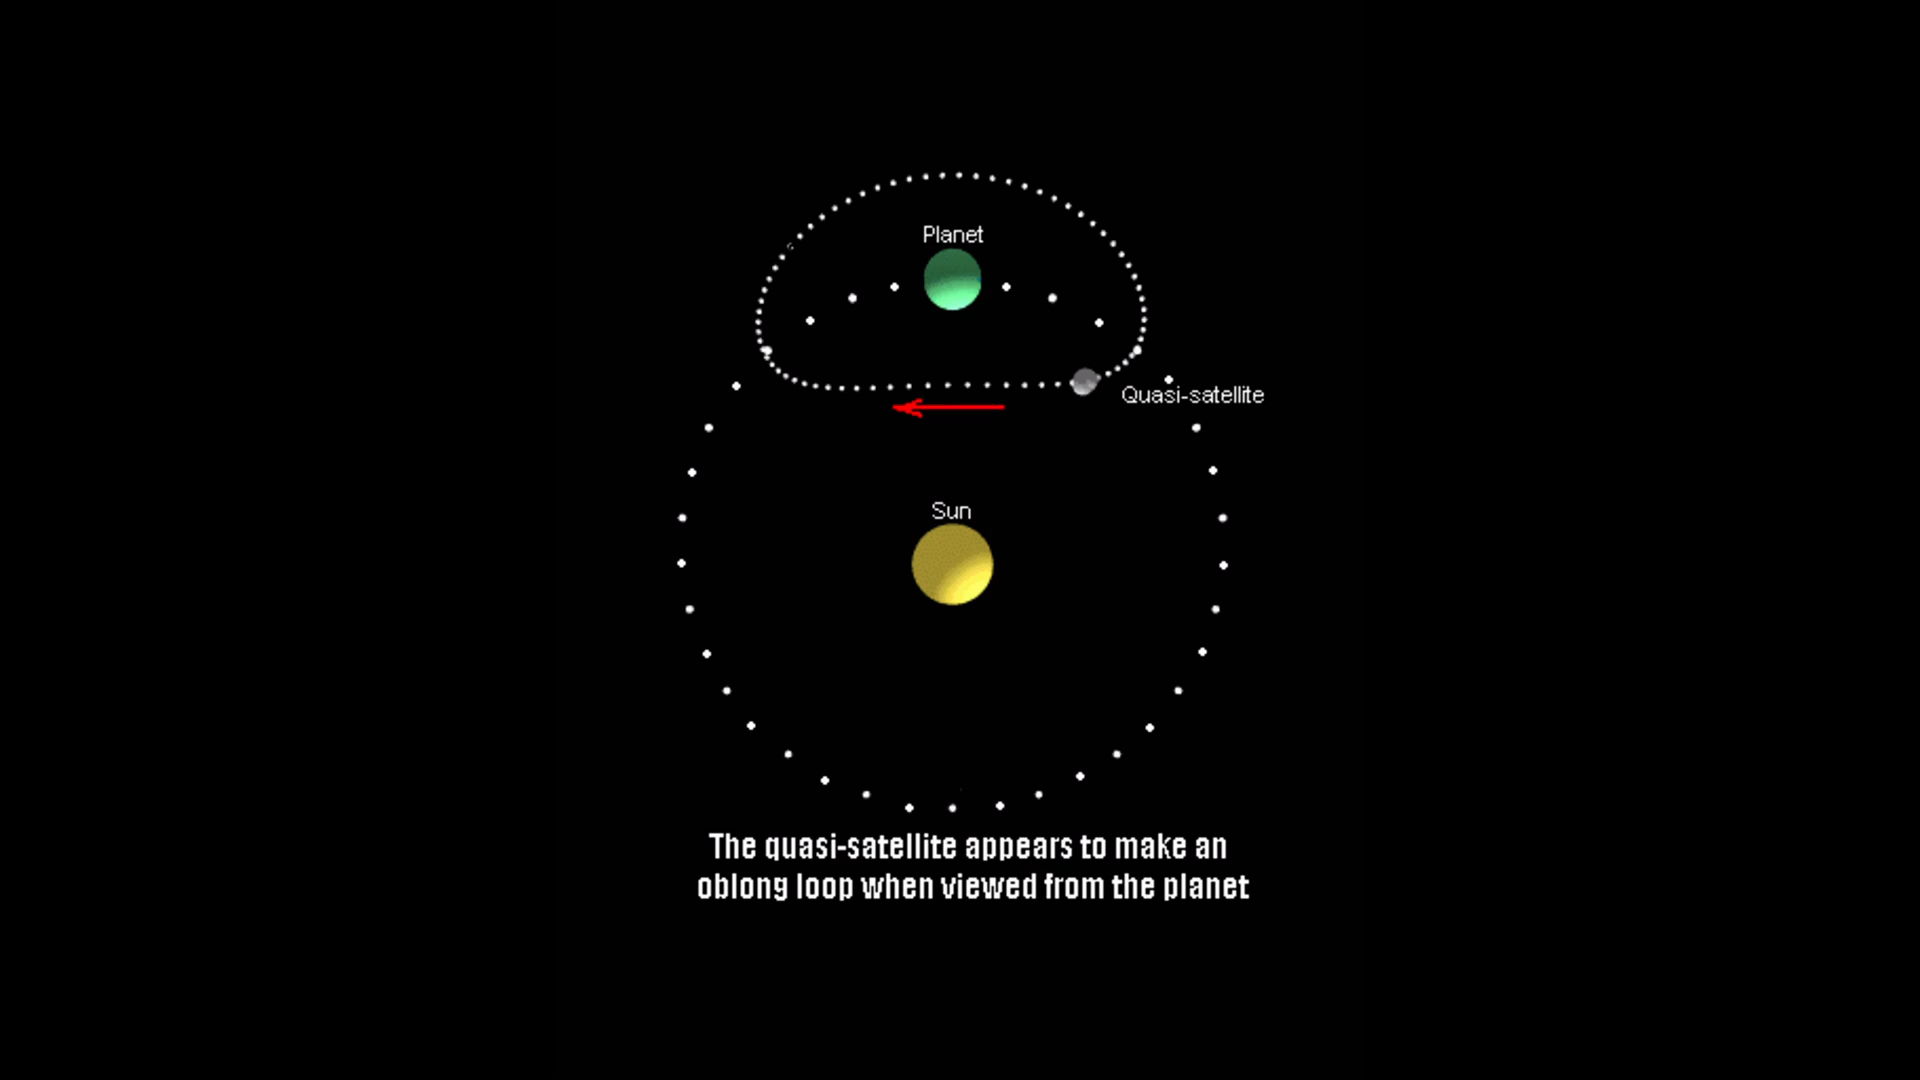 Planet
Quasi-satellite
Sun
The quasi-satellite appears to make an
oblong loop when viewed from the planet